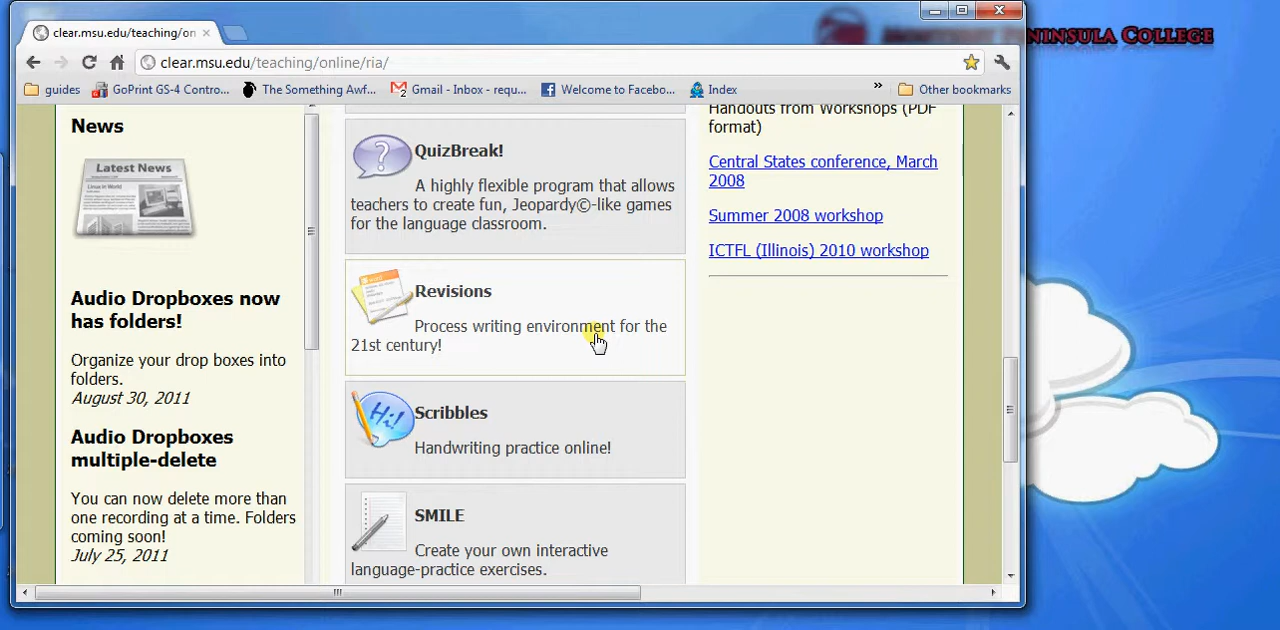 NINSULA COLLEGE
clear.msu.edu/teaching/on
clear.msu.edu/teaching/online/ria/
guides
GoPrint GS-4 Contro...
The Something Awf...
Gmail - Inbox - requ...
Welcome to Facebo...
Index
»
Other bookmarks
News
Latest News
Audio Dropboxes now
has folders!
Organize your drop boxes into
folders.
August 30, 2011
Audio Dropboxes
multiple-delete
You can now delete more than
one recording at a time. Folders
coming soon!
July 25, 2011
QuizBreak!
A highly flexible program that allows
teachers to create fun, Jeopardy©-like games
for the language classroom.
Revisions
Process writing environment for the
21st century!
Hi!
Scribbles
Handwriting practice online!
SMILE
Create your own interactive
language-practice exercises.
Handouts from Workshops (PDF
format)
Central States conference, March
2008
Summer 2008 workshop
ICTFL (Illinois) 2010 workshop